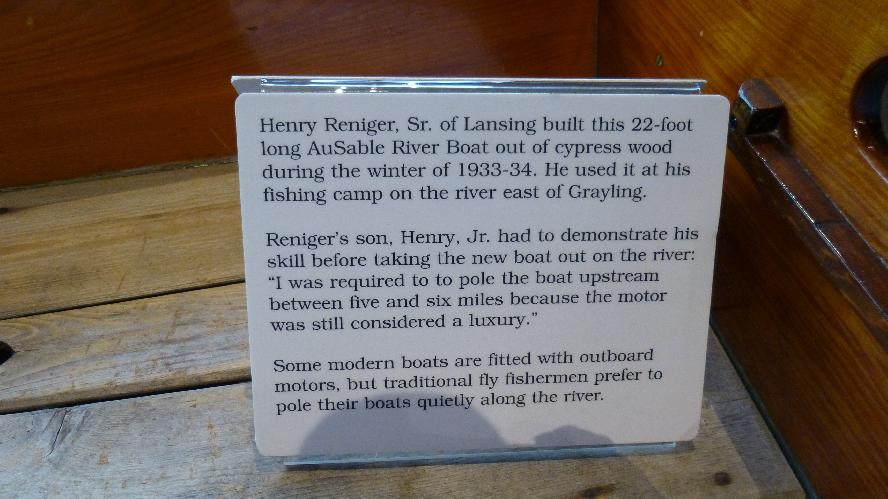 Henry Reniger, Sr. of Lansing built this 22-foot
long AuSable River Boat out of cypress wood
during the winter of 1933-34. He used it at his
fishing camp on the river east of Grayling.
Reniger's son, Henry, Jr. had to demonstrate his
skill before taking the new boat out on the river:
"I was required to to pole the boat upstream
between five and six miles because the motor
was still considered a luxury."
Some modern boats are fitted with outboard
motors, but traditional fly fishermen prefer to
pole their boats quietly along the river.